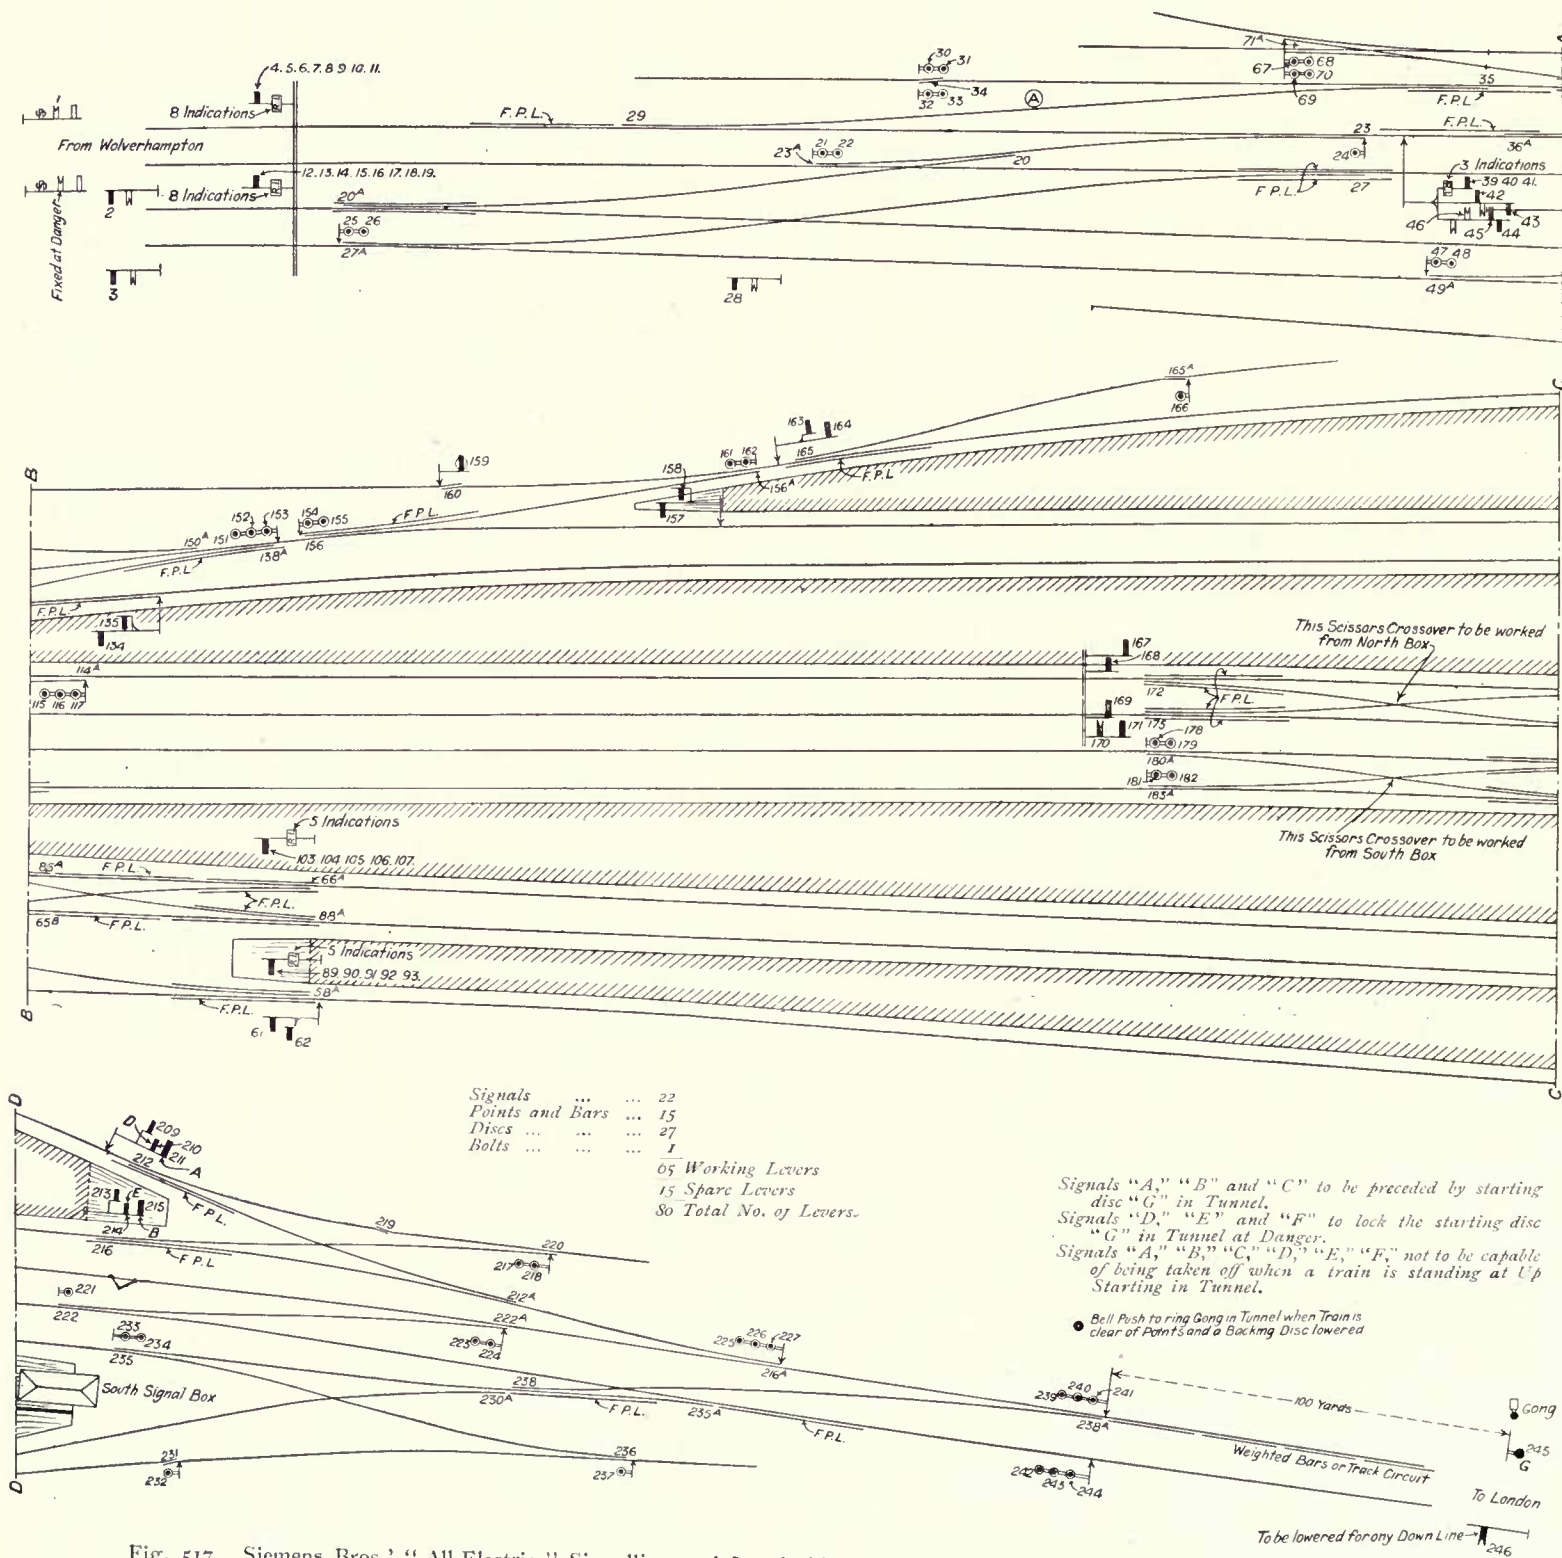 1
4. 5. 6. 7. 8 9 10. 11.
8 Indications
From Wolverhampton
12. 13. 14. 15. 16 17. 18. 19.
8 Indications
Fixed at Danger
2
3
20A
25 26
27A
F.P.L.
29
30
31
32 33
34
A
21 22
23A
20
28
71A
67
68
70
69
35
F.P.L
23
F.P.L.
36A
24
F.P.L.
27
3 Indications
39 40 41.
42
43
44
45
46
47 48
49A
A
B
159
160
163 164
165
165A
166
C
161 162
158
156A
F.P.L
157
152 153
151
150A
154
155
F.P.L.
138A
156
F.P.L
F.P.L.
135
134
114A
115 116 117
167
168
172
F.P.L.
169
170
171 175
178
179
180A
181 182
183A
This Scissors Crossover to be worked
from North Box
This Scissors Crossover to be worked
from South Box
5 Indications
103 104 105 106. 107.
85A
F.P.L.
66A
F.P.L.
88A
65B
F.P.L.
5 Indications
89. 90. 91 92 93.
58A
F.P.L.
61
62
B
C
Signals ... ... 22
Points and Bars ... 15
Discs ... ... ... 27
Bolts ... ... ... 1
65 Working Levers
15 Spare Levers
80 Total No. of Levers.
D
D
209
210
211
A
212
213
E
215
214
B
216
F.P.L.
F P L
219
220
217 218
212A
221
222
222A
223
224
225
226
227
216A
233
234
235
South Signal Box
238
230A
F.P.L.
235A
F.P.L.
231
232
236
237
239
240
241
238A
242
243
244
100 Yards
Gong
245
G
Weighted Bars or Track Circuit
To London
To be lowered for any Down Line
246
D
Signals "A," "B" and "C" to be preceded by starting
disc "G" in Tunnel.
Signals "D," "E" and "F" to lock the starting disc
"G" in Tunnel at Danger.
Signals "A," "B," "C," "D," "E," "F," not to be capable
of being taken off when a train is standing at Up
Starting in Tunnel.
Bell Push to ring Gong in Tunnel when Train is
clear of Points and a Backing Disc lowered
Fig. 517. Siemens Bros.' "All-Electric" Signalling